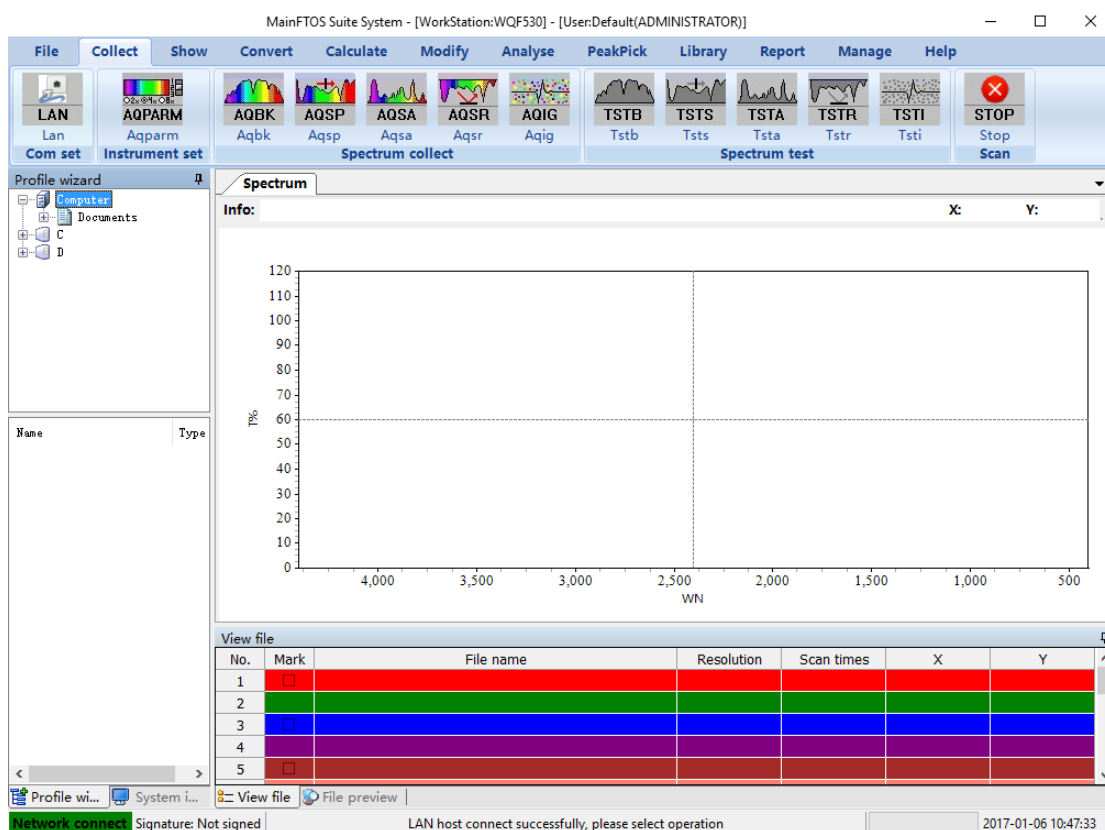 MainFTOS Suite System - [WorkStation:WQF530] - [User:Default(ADMINISTRATOR)]
File Collect Show Convert Calculate Modify Analyse PeakPick Library Report Manage Help
LAN AQPARM AQBK AQSP AQSA AQSR AQIG TSTB TSTS TSTA TSTR TSTI STOP
Lan Aqparm Aqbk Aqsp Aqsa Aqsr Aqig Tstb Tsts Tsta Tstr Tsti Stop
Com set Instrument set Spectrum collect Spectrum test Scan
Profile wizard
Computer
Documents
C
D
Name Type
Spectrum
Info: X: Y:
120
110
100
90
80
70
60
50
40
30
20
10
0
T%
4,000 3,500 3,000 2,500 2,000 1,500 1,000 500
WN
View file
No. Mark File name Resolution Scan times X Y
1
2
3
4
5
Profile wi... System i... View file File preview
Network connect Signature: Not signed LAN host connect successfully, please select operation 2017-01-06 10:47:33